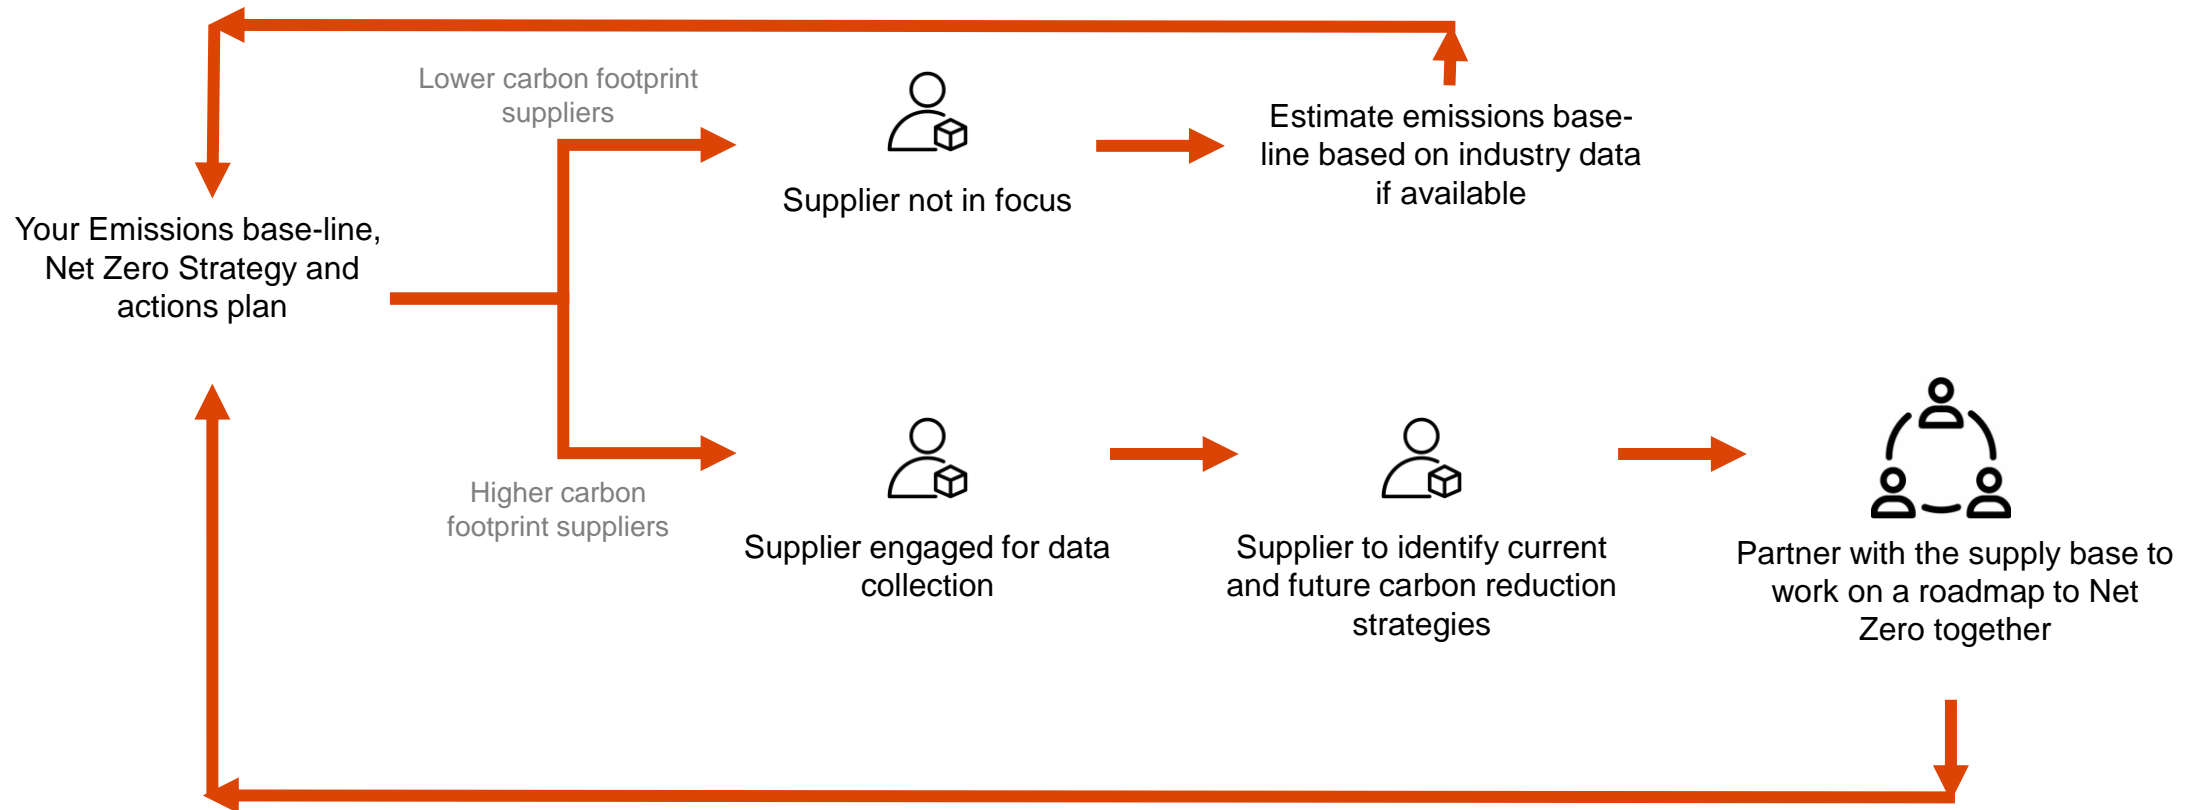 Lower carbon footprint
suppliers
Supplier not in focus
Estimate emissions base-
line based on industry data
if available
Your Emissions base-line,
Net Zero Strategy and
actions plan
Higher carbon
footprint suppliers
Supplier engaged for data
collection
Supplier to identify current
and future carbon reduction
strategies
Partner with the supply base to
work on a roadmap to Net
Zero together